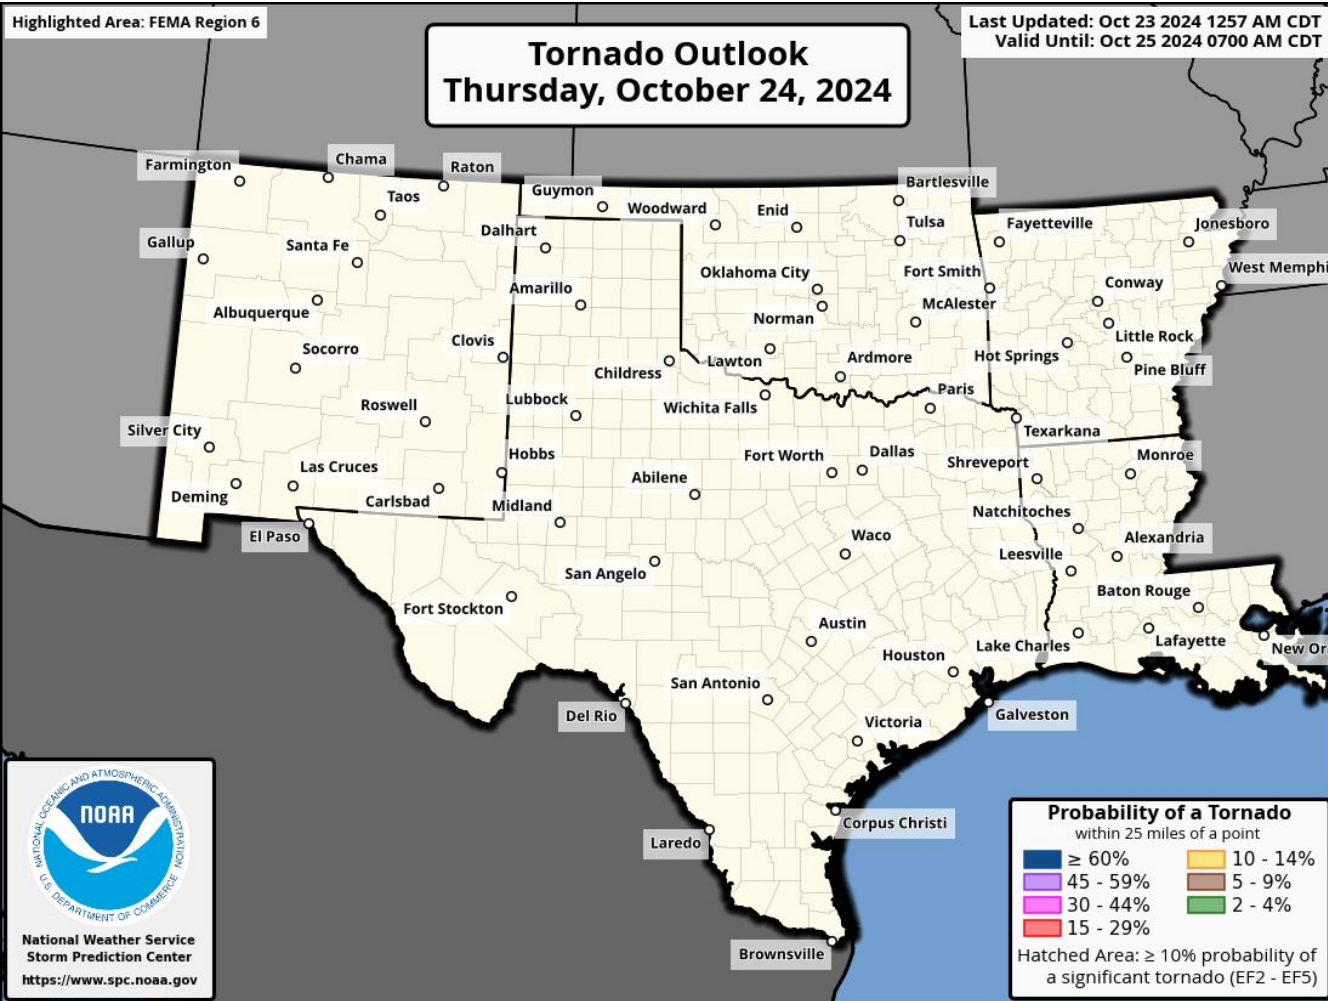 Highlighted Area: FEMA Region 6
Last Updated: Oct 23 2024 1257 AM CDT
Valid Until: Oct 25 2024 0700 AM CDT
Tornado Outlook
Thursday, October 24, 2024
Farmington
Chama
Raton
Taos
Guymon
Woodward
Enid
Bartlesville
Tulsa
Fayetteville
Jonesboro
Gallup
Santa Fe
Dalhart
Oklahoma City
Fort Smith
West Memphi
Amarillo
McAlester
Conway
Albuquerque
Norman
Little Rock
Socorro
Clovis
Childress
Lawton
Ardmore
Hot Springs
Pine Bluff
Roswell
Lubbock
Wichita Falls
Paris
Silver City
Texarkana
Las Cruces
Hobbs
Abilene
Fort Worth
Dallas
Shreveport
Monroe
Deming
Carlsbad
Midland
Natchitoches
El Paso
Waco
Alexandria
San Angelo
Leesville
Fort Stockton
Baton Rouge
Austin
Houston
Lake Charles
Lafayette
New Or
San Antonio
Del Rio
Victoria
Galveston
Corpus Christi
Laredo
Brownsville
NATIONAL OCEANIC AND ATMOSPHERIC ADMINISTRATION
NOAA
U.S. DEPARTMENT OF COMMERCE
National Weather Service
Storm Prediction Center
https://www.spc.noaa.gov
Probability of a Tornado
within 25 miles of a point
≥ 60%
10 - 14%
45 - 59%
5 - 9%
30 - 44%
2 - 4%
15 - 29%
Hatched Area: ≥ 10% probability of
a significant tornado (EF2 - EF5)